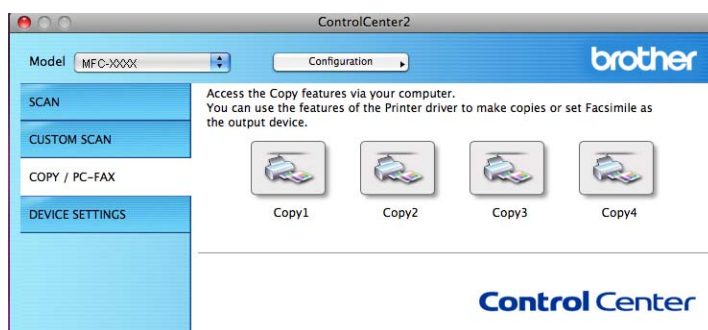 ControlCenter2
Model MFC-XXXX Configuration brother
SCAN
CUSTOM SCAN
COPY / PC-FAX
DEVICE SETTINGS
Access the Copy features via your computer.
You can use the features of the Printer driver to make copies or set Facsimile as
the output device.
Copy1 Copy2 Copy3 Copy4
Control Center